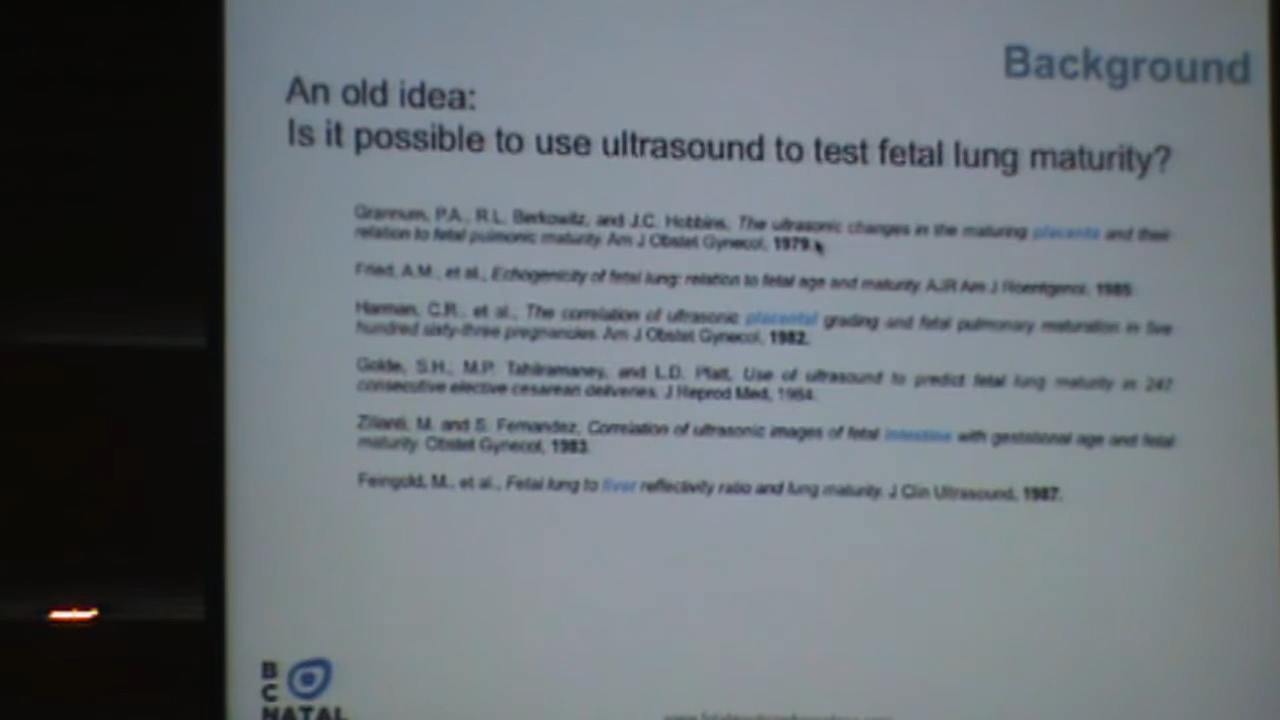 Background
An old idea:
Is it possible to use ultrasound to test fetal lung maturity?
Grannum, P.A., R.L. Berkowitz, and J.C. Hobbins, The ultrasonic changes in the maturing placenta and their
relation to fetal pulmonic maturity. Am J Obstet Gynecol, 1979.
Fried, A.M., et al., Echogenicity of fetal lung: relation to fetal age and maturity. AJR Am J Roentgenol, 1985.
Harman, C.R., et al., The correlation of ultrasonic placental grading and fetal pulmonary maturation in five
hundred sixty-three pregnancies. Am J Obstet Gynecol, 1982.
Golde, S.H., M.P. Tahilramaney, and L.D. Platt, Use of ultrasound to predict fetal lung maturity in 247
consecutive elective cesarean deliveries. J Reprod Med, 1984.
Zilianti, M. and S. Fernandez, Correlation of ultrasonic images of fetal intestine with gestational age and fetal
maturity. Obstet Gynecol, 1983.
Feingold, M., et al., Fetal lung to liver reflectivity ratio and lung maturity. J Clin Ultrasound, 1987.
B
C
NATAL